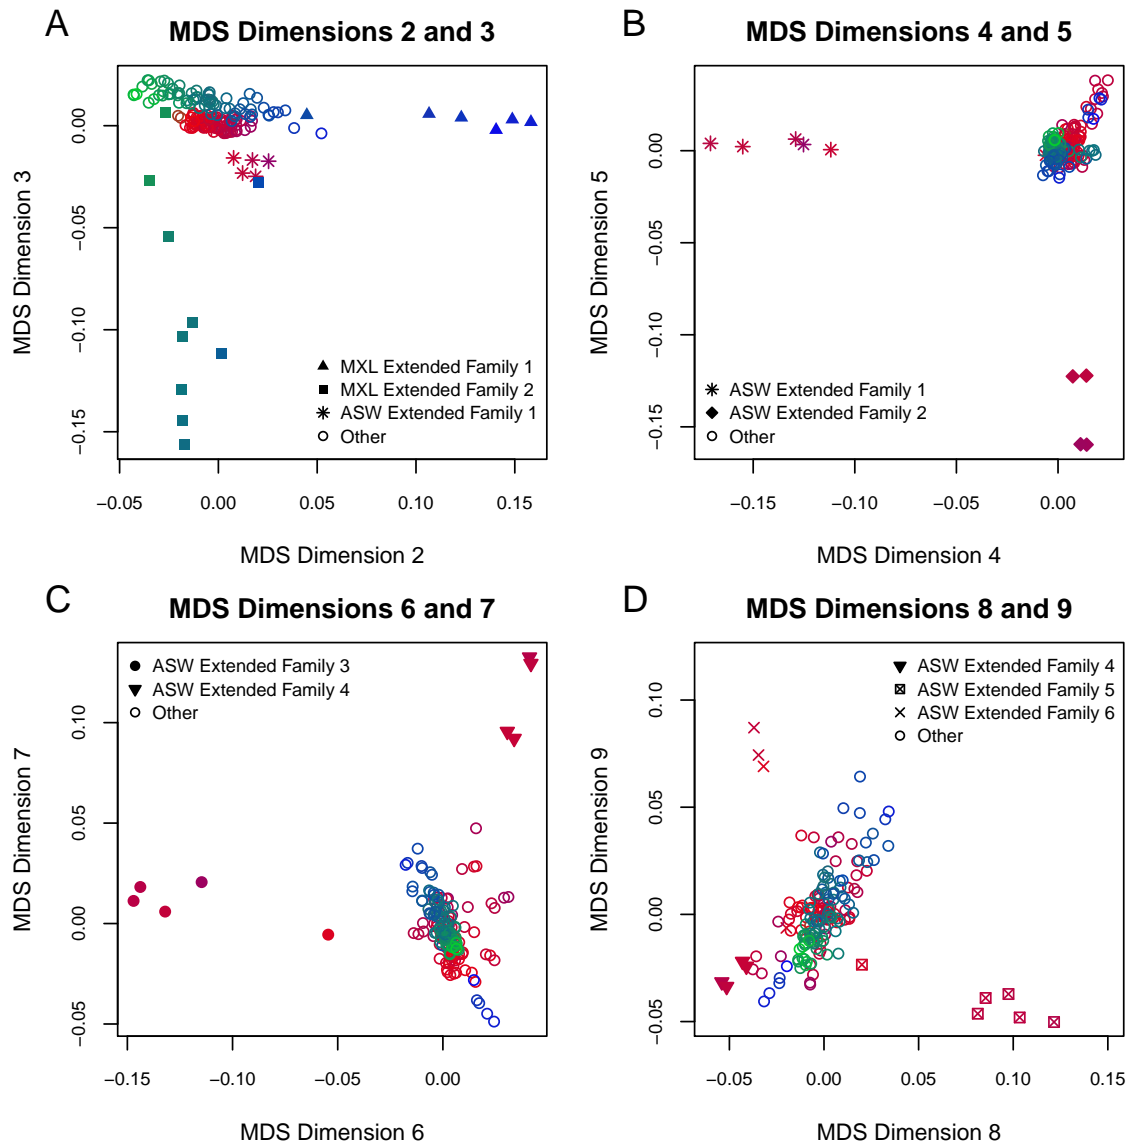 A
MDS Dimensions 2 and 3
MDS Dimension 3
0.00
−0.05
−0.10
−0.15
MXL Extended Family 1
MXL Extended Family 2
ASW Extended Family 1
Other
−0.05 0.00 0.05 0.10 0.15
MDS Dimension 2
B
MDS Dimensions 4 and 5
MDS Dimension 5
0.00
−0.05
−0.10
−0.15
ASW Extended Family 1
ASW Extended Family 2
Other
−0.15 −0.10 −0.05 0.00
MDS Dimension 4
C
MDS Dimensions 6 and 7
MDS Dimension 7
0.10
0.05
0.00
−0.05
ASW Extended Family 3
ASW Extended Family 4
Other
−0.15 −0.10 −0.05 0.00
MDS Dimension 6
D
MDS Dimensions 8 and 9
MDS Dimension 9
0.10
0.05
0.00
−0.05
ASW Extended Family 4
ASW Extended Family 5
ASW Extended Family 6
Other
−0.05 0.00 0.05 0.10 0.15
MDS Dimension 8